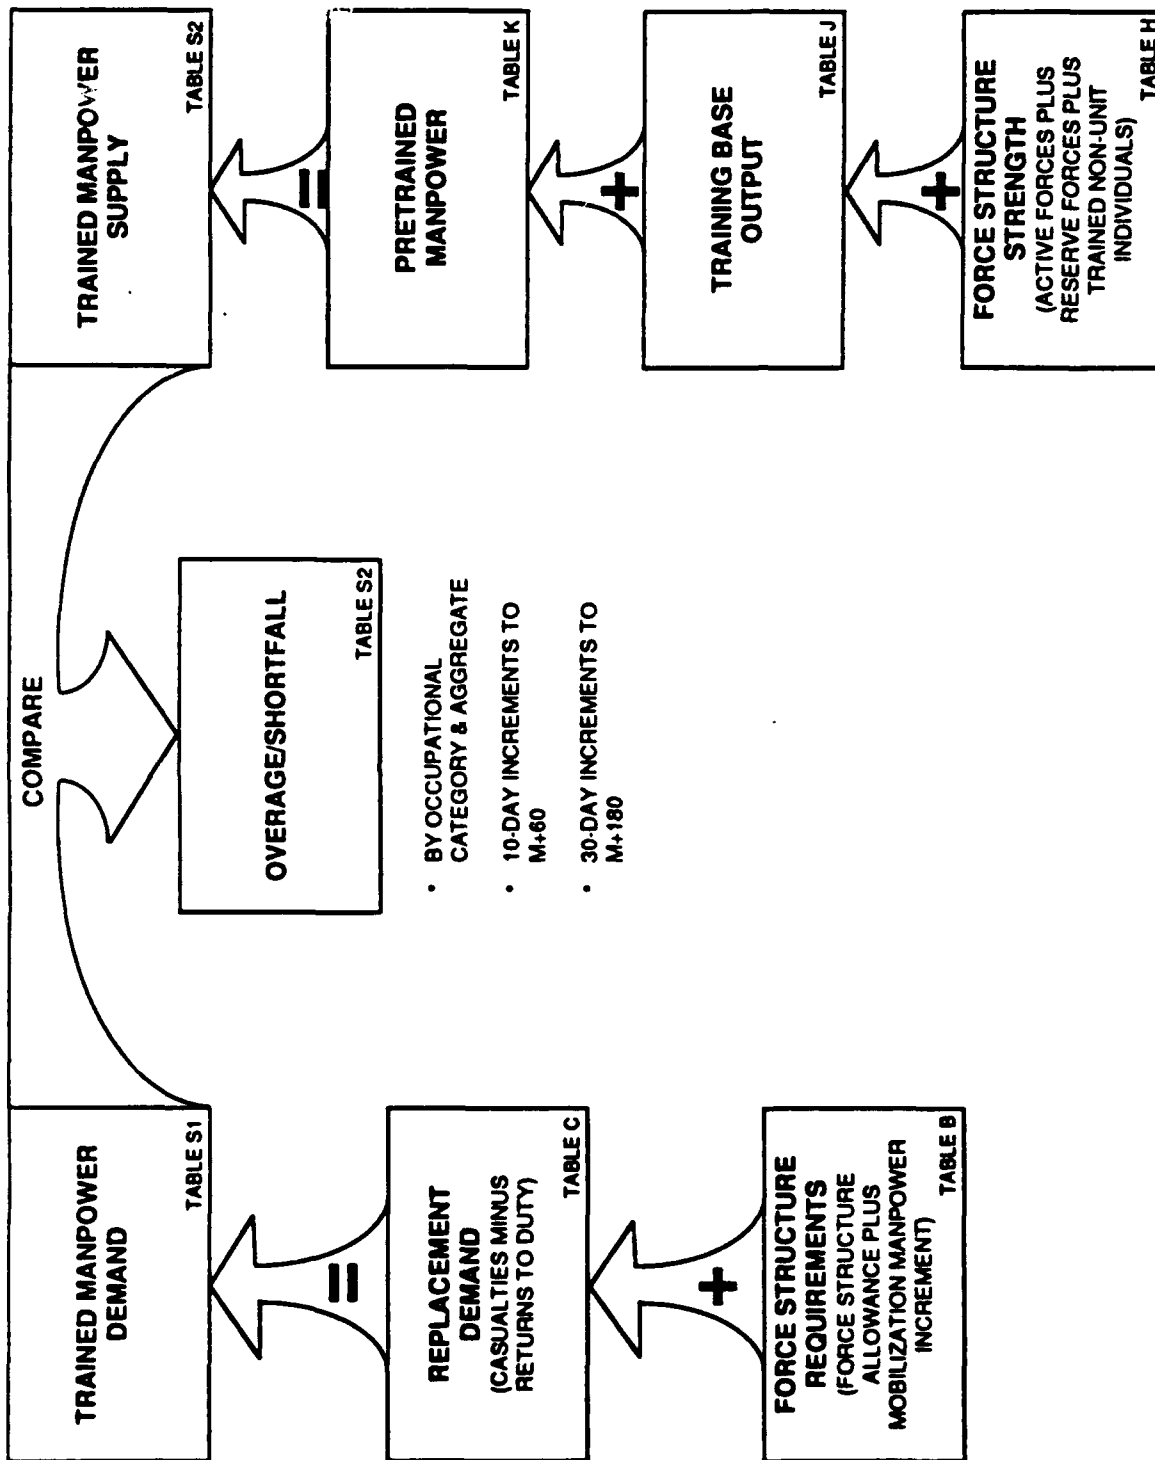 COMPARE
TRAINED MANPOWER
DEMAND
TABLE S1
REPLACEMENT
DEMAND
(CASUALTIES MINUS
RETURNS TO DUTY)
TABLE C
+
FORCE STRUCTURE
REQUIREMENTS
(FORCE STRUCTURE
ALLOWANCE PLUS
MOBILIZATION MANPOWER
INCREMENT)
TABLE B
=
OVERAGE/SHORTFALL
TABLE S2
• BY OCCUPATIONAL
CATEGORY & AGGREGATE
• 10-DAY INCREMENTS TO
M+60
• 30-DAY INCREMENTS TO
M+180
TRAINED MANPOWER
SUPPLY
TABLE S2
=
PRETRAINED
MANPOWER
TABLE K
+
TRAINING BASE
OUTPUT
TABLE J
+
FORCE STRUCTURE
STRENGTH
(ACTIVE FORCES PLUS
RESERVE FORCES PLUS
TRAINED NON-UNIT
INDIVIDUALS)
TABLE H